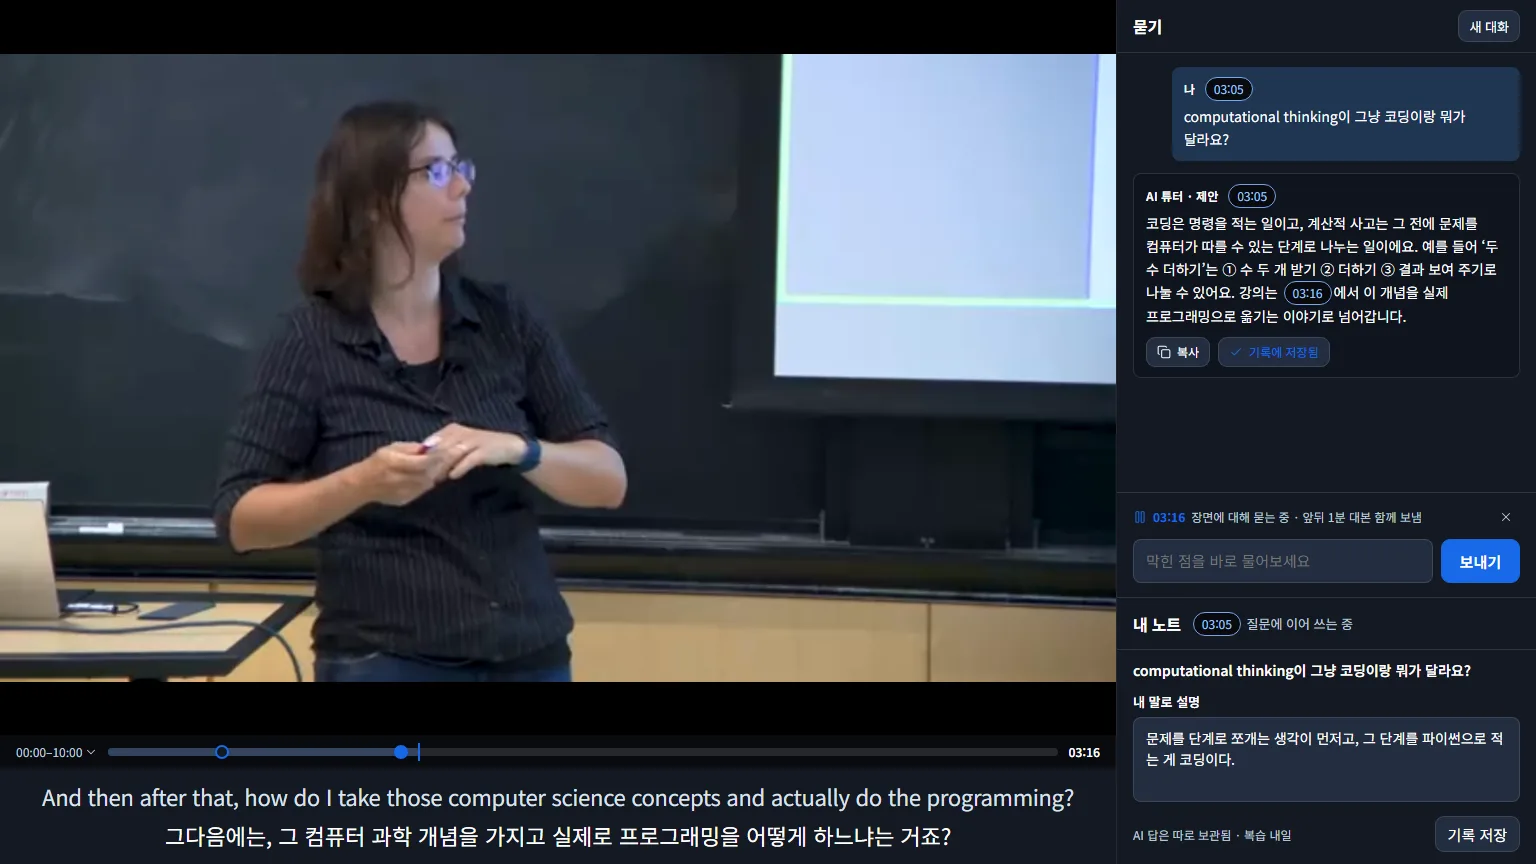 묻기
새 대화
나 03:05
computational thinking이 그냥 코딩이랑 뭐가
달라요?
AI 튜터 · 제안 03:05
코딩은 명령을 적는 일이고, 계산적 사고는 그 전에 문제를
컴퓨터가 따를 수 있는 단계로 나누는 일이에요. 예를 들어 ‘두
수 더하기’는 ① 수 두 개 받기 ② 더하기 ③ 결과 보여 주기로
나눌 수 있어요. 강의는 03:16 에서 이 개념을 실제
프로그래밍으로 옮기는 이야기로 넘어갑니다.
복사
기록에 저장됨
03:16 장면에 대해 묻는 중 · 앞뒤 1분 대본 함께 보냄
막힌 점을 바로 물어보세요
보내기
내 노트 03:05 질문에 이어 쓰는 중
computational thinking이 그냥 코딩이랑 뭐가 달라요?
내 말로 설명
문제를 단계로 쪼개는 생각이 먼저고, 그 단계를 파이썬으로 적
는 게 코딩이다.
AI 답은 따로 보관됨 · 복습 내일
기록 저장
00:00–10:00
03:16
And then after that, how do I take those computer science concepts and actually do the programming?
그다음에는, 그 컴퓨터 과학 개념을 가지고 실제로 프로그래밍을 어떻게 하느냐는 거죠?